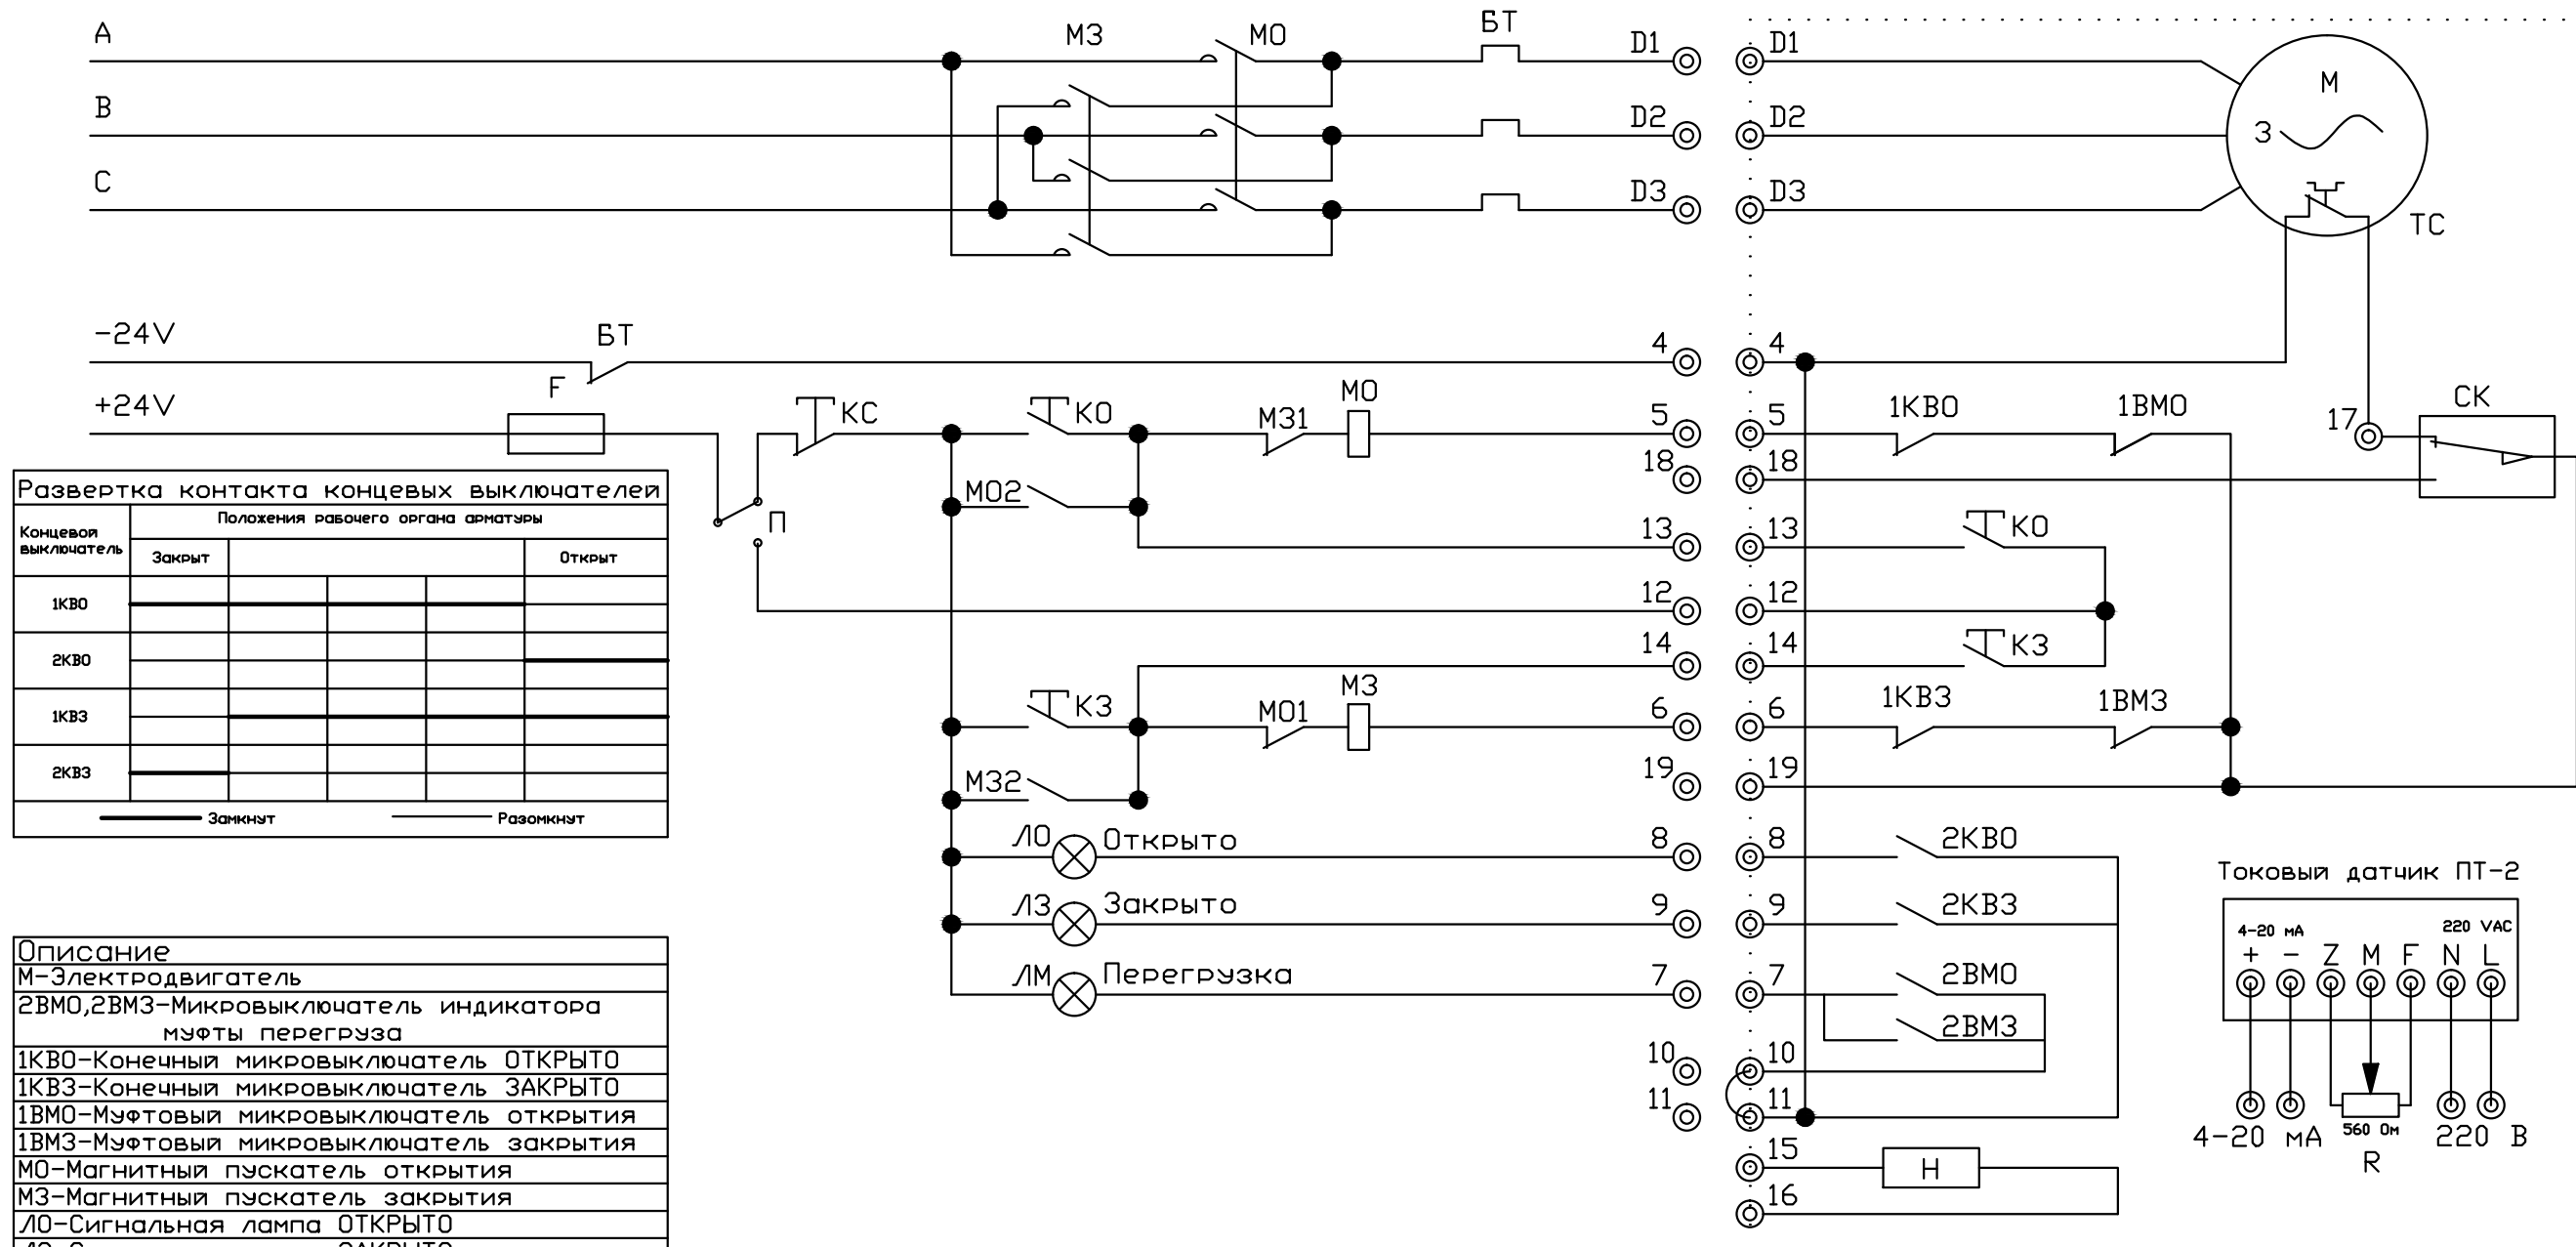 А
М3
МО
БТ
D1
D1
М
3
В
D2
D2
С
D3
D3
ТС
-24V
БТ
4
4
+24V
F
КС
КО
М31
МО
5
5
1КВО
1ВМО
17
СК
18
18
МО2
П
13
13
КО
12
12
14
14
КЗ
КЗ
МО1
МЗ
6
6
1КВЗ
1ВМЗ
М32
19
19
ЛО
Открыто
8
8
2КВО
ЛЗ
Закрыто
9
9
2КВЗ
ЛМ
Перегрузка
7
7
2ВМО
2ВМЗ
10
10
11
11
15
Н
16
Развертка контакта концевых выключателей
Концевой выключатель
Положения рабочего органа арматуры
Закрыт
Открыт
1КВО
2КВО
1КВЗ
2КВЗ
Замкнут
Разомкнут
Описание
М-Электродвигатель
2ВМО,2ВМЗ-Микровыключатель индикатора
муфты перегруза
1КВО-Конечный микровыключатель ОТКРЫТО
1КВЗ-Конечный микровыключатель ЗАКРЫТО
1ВМО-Муфтовый микровыключатель открытия
1ВМЗ-Муфтовый микровыключатель закрытия
МО-Магнитный пускатель открытия
МЗ-Магнитный пускатель закрытия
ЛО-Сигнальная лампа ОТКРЫТО
Токовый датчик ПТ-2
4-20 мА
220 VAC
+ - Z M F N L
4-20 мА
560 Ом
220 В
R